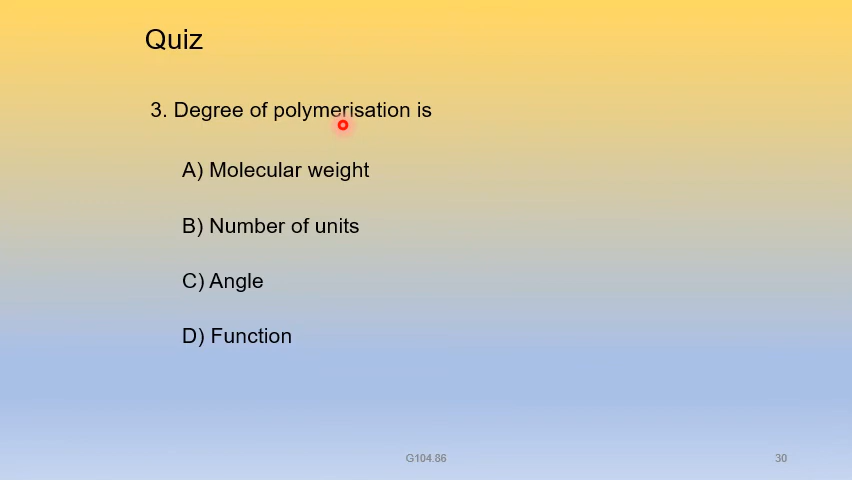 Quiz
3. Degree of polymerisation is
A) Molecular weight
B) Number of units
C) Angle
D) Function
G104.86
30